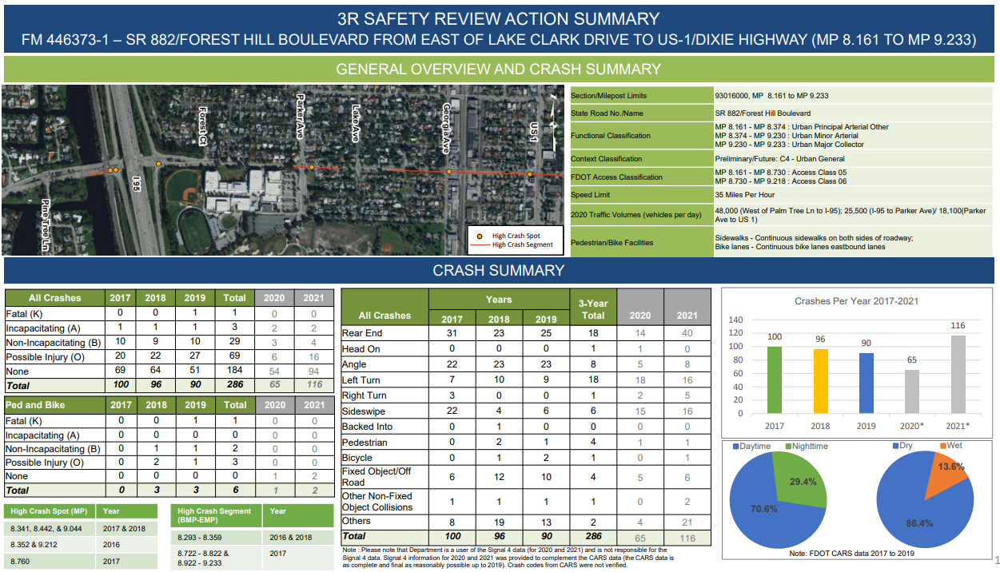 3R SAFETY REVIEW ACTION SUMMARY
FM 446373-1 – SR 882/FOREST HILL BOULEVARD FROM EAST OF LAKE CLARK DRIVE TO US-1/DIXIE HIGHWAY (MP 8.161 TO MP 9.233)
GENERAL OVERVIEW AND CRASH SUMMARY
Pine Tree Ln
I 95
Forest Ct
Parker Ave
Lake Ave
Georgia Ave
US 1
High Crash Spot
High Crash Segment
Section/Milepost Limits 93016000, MP 8.161 to MP 9.233
State Road No./Name SR 882/Forest Hill Boulevard
Functional Classification MP 8.161 - MP 8.374 : Urban Principal Arterial Other
MP 8.374 - MP 9.230 : Urban Minor Arterial
MP 9.230 - MP 9.233 : Urban Major Collector
Context Classification Preliminary/Future: C4 - Urban General
FDOT Access Classification MP 8.161 - MP 8.730 : Access Class 05
MP 8.730 - MP 9.218 : Access Class 06
Speed Limit 35 Miles Per Hour
2020 Traffic Volumes (vehicles per day) 48,000 (West of Palm Tree Ln to I-95); 25,500 (I-95 to Parker Ave)/ 18,100(Parker
Ave to US 1)
Pedestrian/Bike Facilities Sidewalks - Continuous sidewalks on both sides of roadway;
Bike lanes - Continuous bike lanes eastbound lanes
CRASH SUMMARY
All Crashes 2017 2018 2019 Total 2020 2021
Fatal (K) 0 0 1 1 0 0
Incapacitating (A) 1 1 1 3 2 2
Non-Incapacitating (B) 10 9 10 29 3 4
Possible Injury (O) 20 22 27 69 6 16
None 69 64 51 184 54 94
Total 100 96 90 286 65 116
Ped and Bike 2017 2018 2019 Total 2020 2021
Fatal (K) 0 0 1 1 0 0
Incapacitating (A) 0 0 0 0 0 0
Non-Incapacitating (B) 0 1 1 2 0 0
Possible Injury (O) 0 2 1 3 0 0
None 0 0 0 0 1 2
Total 0 3 3 6 1 2
High Crash Spot (MP) Year
8.341, 8.442, & 9.044 2017 & 2018
8.352 & 9.212 2016
8.760 2017
High Crash Segment
(BMP-EMP) Year
8.293 - 8.359 2016 & 2018
8.722 - 8.822 &
8.922 - 9.233 2017
All Crashes Years 3-Year
Total 2020 2021
2017 2018 2019
Rear End 31 23 25 18 14 40
Head On 0 0 0 1 1 0
Angle 22 23 23 8 5 8
Left Turn 7 10 9 18 18 16
Right Turn 3 0 0 1 2 5
Sideswipe 22 4 6 6 15 16
Backed Into 0 1 0 0 0 0
Pedestrian 0 2 1 4 1 1
Bicycle 0 1 2 1 0 1
Fixed Object/Off
Road 6 12 10 4 5 6
Other Non-Fixed
Object Collisions 1 1 1 1 0 2
Others 8 19 13 2 4 21
Total 100 96 90 286 65 116
Note : Please note that Department is a user of the Signal 4 data (for 2020 and 2021) and is not responsible for the
Signal 4 data. Signal 4 information for 2020 and 2021 was provided to complement the CARS data (the CARS data is
as complete and final as reasonably possible up to 2019). Crash codes from CARS were not verified.
Crashes Per Year 2017-2021
140
120
100
80
60
40
20
0
100
96
90
65
116
2017 2018 2019 2020* 2021*
Daytime Nighttime
29.4%
70.6%
Dry Wet
13.6%
86.4%
Note: FDOT CARS data 2017 to 2019
1